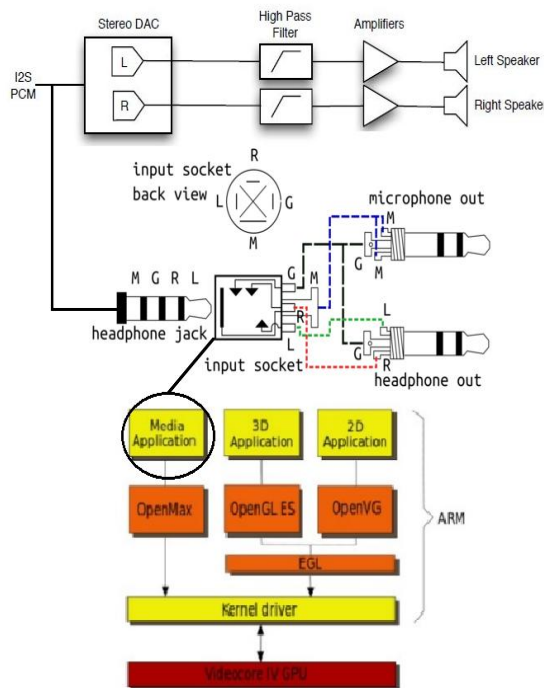 Stereo DAC
High Pass
Filter
Amplifiers
I2S
PCM
L
Left Speaker
R
Right Speaker
input socket
back view
R
L
G
M
microphone out
M
G
M
M G R L
headphone jack
G
M
R
L
input socket
L
G
R
headphone out
Media
Application
3D
Application
2D
Application
OpenMax
OpenGL ES
OpenVG
ARM
EGL
Kernel driver
Videocore IV GPU